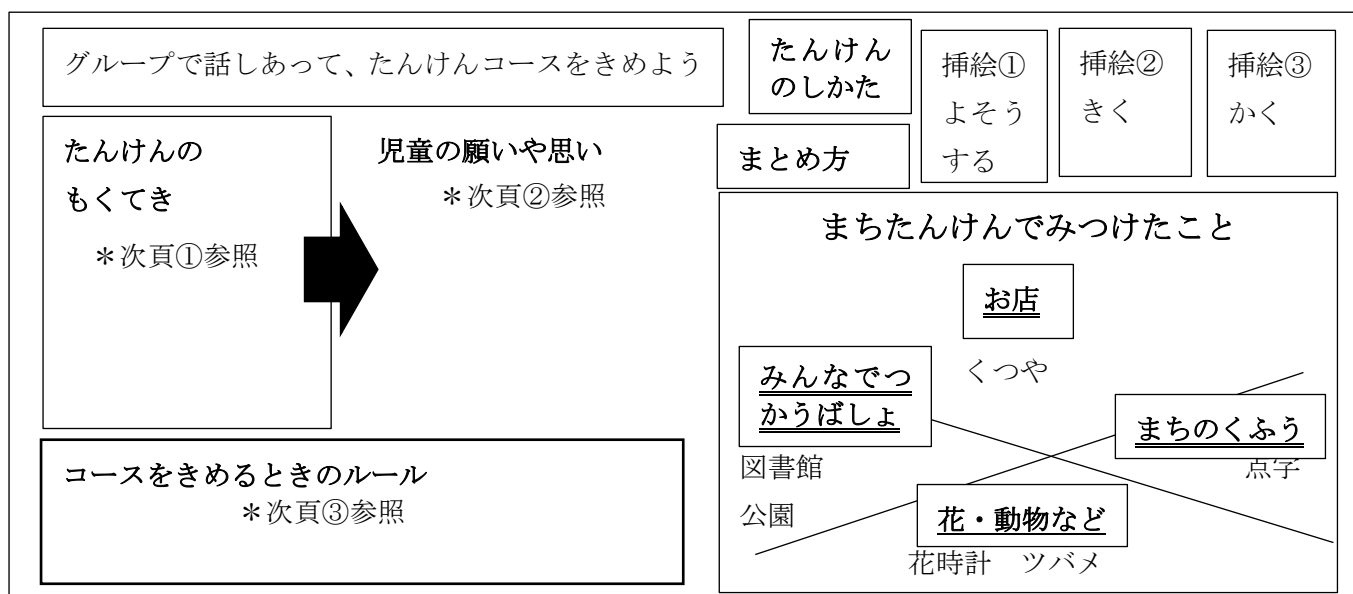 グループで話しあって、たんけんコースをきめよう
たんけんの
もくてき
＊次頁①参照
児童の願いや思い
＊次頁②参照
コースをきめるときのルール
＊次頁③参照
たんけん
のしかた
まとめ方
挿絵①
よそう
する
挿絵②
きく
挿絵③
かく
まちたんけんでみつけたこと
お店
くつや
みんなでつ
かうばしょ
図書館
公園
まちのくふう
点字
花・動物など
花時計　ツバメ